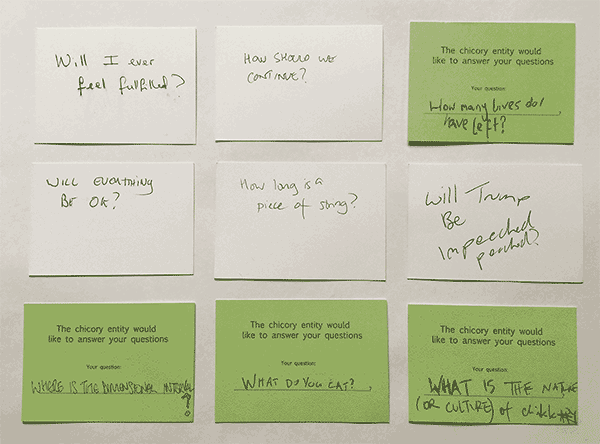 Will I ever
feel fulfilled?
HOW SHOULD WE
CONTINUE?
The chicory entity would
like to answer your questions
Your question:
How many lives do I
have left?
WILL EVERYTHING
BE OK?
How long is a
piece of string?
Will Trump
Be
Impeached
peached?
The chicory entity would
like to answer your questions
Your question:
WHERE IS THE DIMENSIONAL
?
The chicory entity would
like to answer your questions
Your question:
WHAT DO YOU EAT?
The chicory entity would
like to answer your questions
Your question:
WHAT IS THE NATURE
(OR CULTURE) of